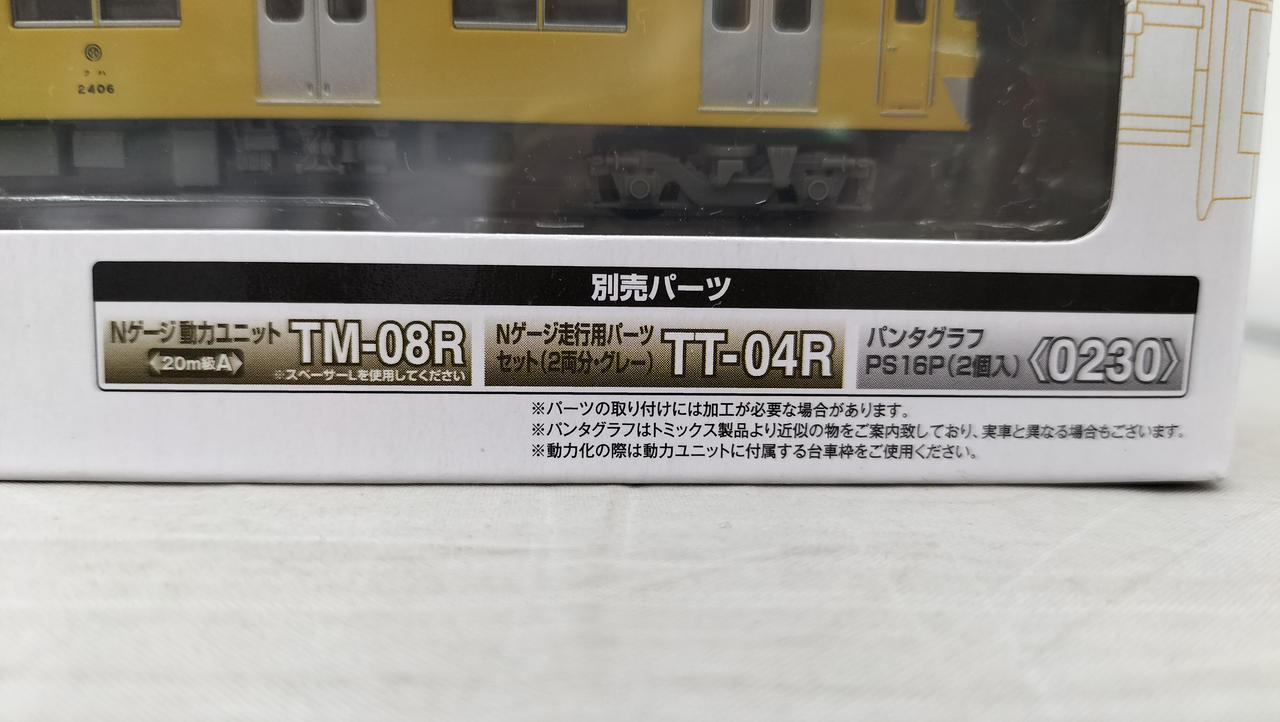 クハ
2406
別売パーツ
Nゲージ 動力ユニット TM-08R
20m級A
※スペーサーLを使用してください
Nゲージ走行用パーツ
セット(2両分・グレー) TT-04R
パンタグラフ
PS16P(2個入) 《0230》
※パーツの取り付けには加工が必要な場合があります。
※パンタグラフはトミックス製品より近似の物をご案内致しており、実車と異なる場合もございます。
※動力化の際は動力ユニットに付属する台車枠をご使用ください。